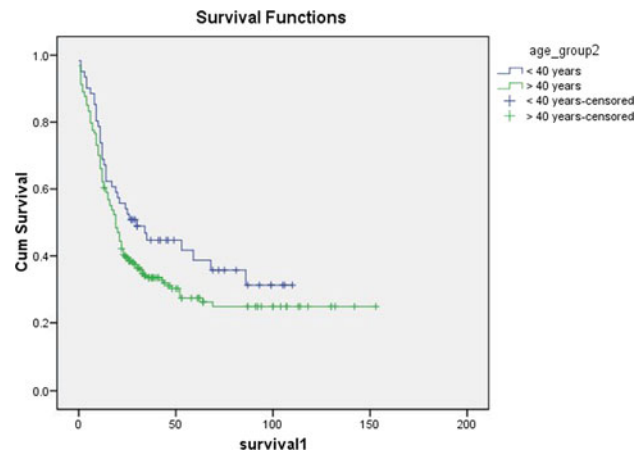 Survival Functions
age_group2
< 40 years
> 40 years
< 40 years-censored
> 40 years-censored
Cum Survival
1.0
0.8
0.6
0.4
0.2
0.0
0 50 100 150 200
survival1